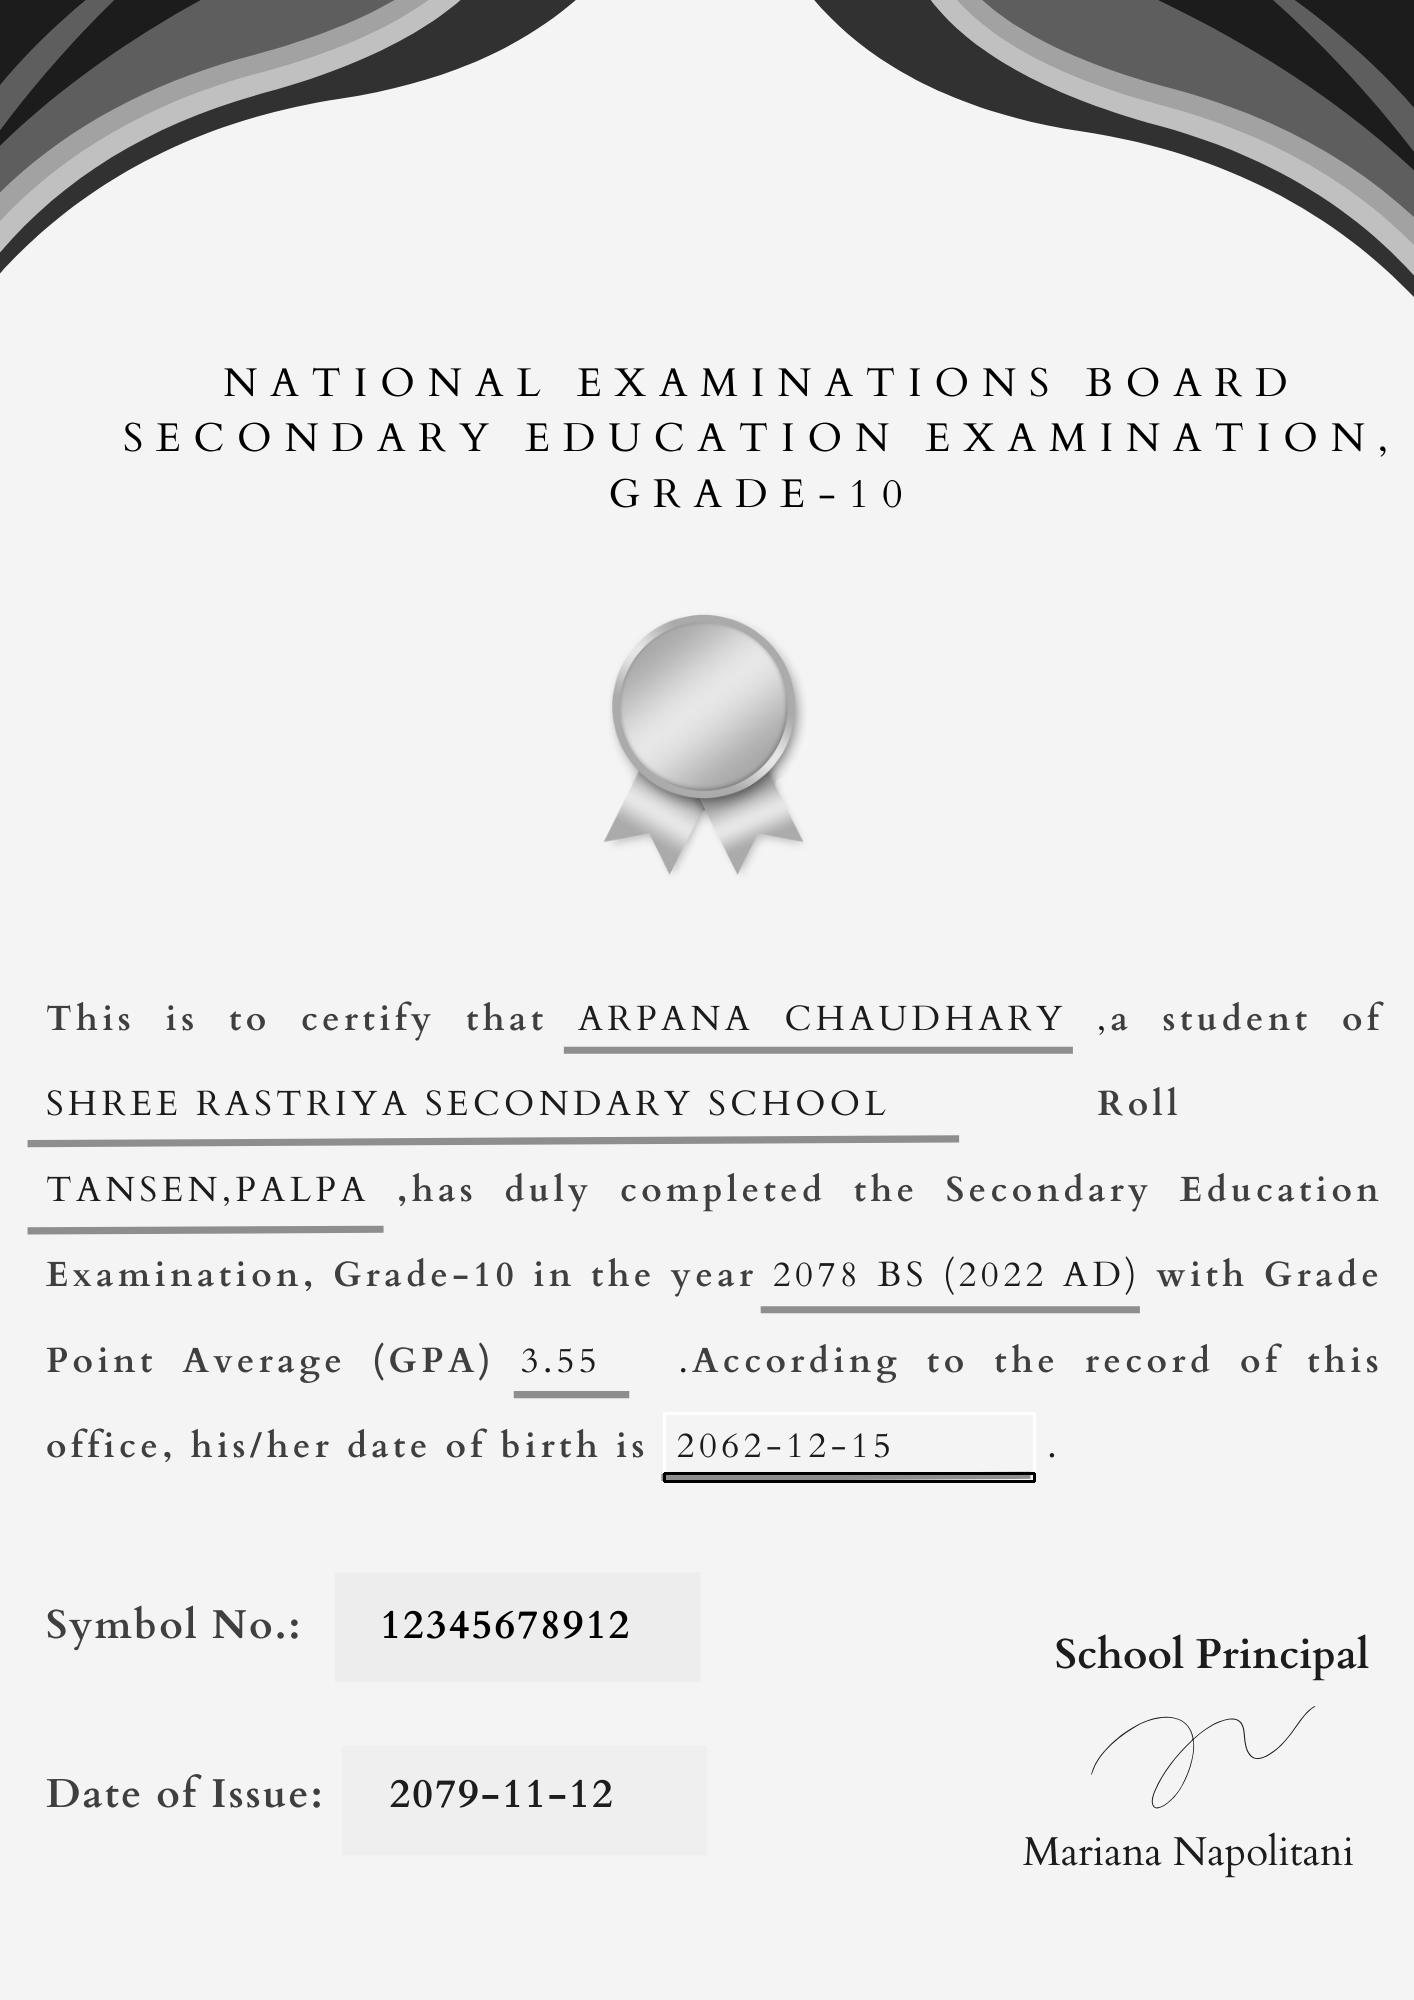 NATIONAL EXAMINATIONS BOARD
SECONDARY EDUCATION EXAMINATION,
GRADE-10
This is to certify that ARPANA CHAUDHARY ,a student of
SHREE RASTRIYA SECONDARY SCHOOL Roll
TANSEN,PALPA ,has duly completed the Secondary Education
Examination, Grade-10 in the year 2078 BS (2022 AD) with Grade
Point Average (GPA) 3.55 .According to the record of this
office, his/her date of birth is 2062-12-15 .
Symbol No.: 12345678912
School Principal
Date of Issue: 2079-11-12
Mariana Napolitani